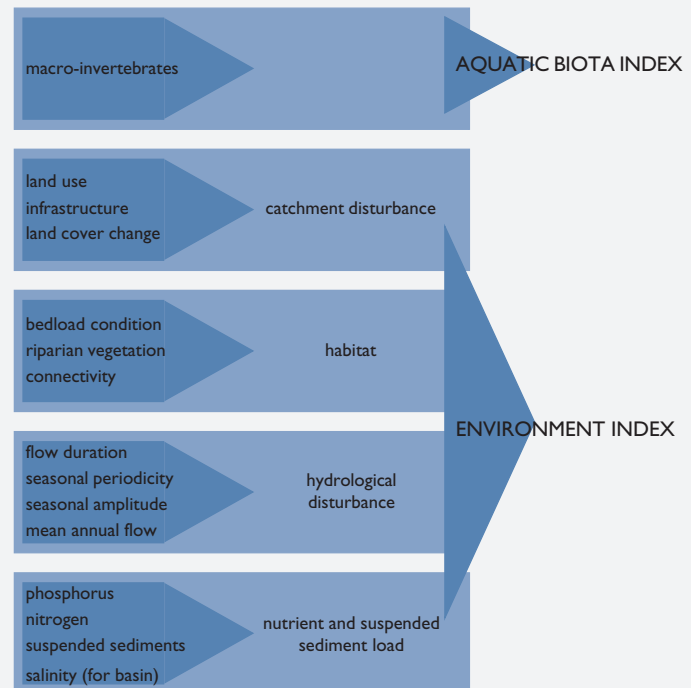 macro-invertebrates
AQUATIC BIOTA INDEX
land use
infrastructure
land cover change
catchment disturbance
bedload condition
riparian vegetation
connectivity
habitat
flow duration
seasonal periodicity
seasonal amplitude
mean annual flow
hydrological
disturbance
phosphorus
nitrogen
suspended sediments
salinity (for basin)
nutrient and suspended
sediment load
ENVIRONMENT INDEX